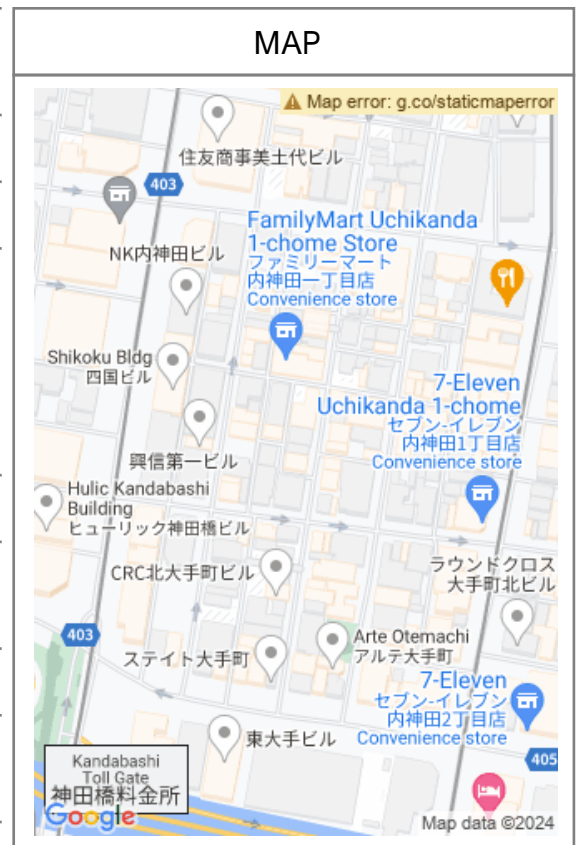 MAP
Map error: g.co/staticmaperror
住友商事美土代ビル
403
FamilyMart Uchikanda
1-chome Store
ファミリーマート
内神田一丁目店
Convenience store
NK内神田ビル
Shikoku Bldg
四国ビル
7-Eleven
Uchikanda 1-chome
セブン-イレブン
内神田1丁目店
Convenience store
興信第一ビル
Hulic Kandabashi
Building
ヒューリック神田橋ビル
CRC北大手町ビル
ラウンドクロス
大手町北ビル
403
Arte Otemachi
アルテ大手町
ステイト大手町
7-Eleven
セブン-イレブン
内神田2丁目店
Convenience store
東大手ビル
405
Kandabashi
Toll Gate
神田橋料金所
Google
Map data ©2024